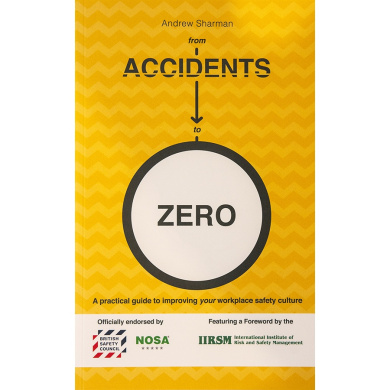 Andrew Sharman
from
ACCIDENTS
to
ZERO
A practical guide to improving your workplace safety culture
Officially endorsed by
BRITISH
SAFETY
COUNCIL
NOSA
Featuring a Foreword by the
IIRSM
International Institute of
Risk and Safety Management